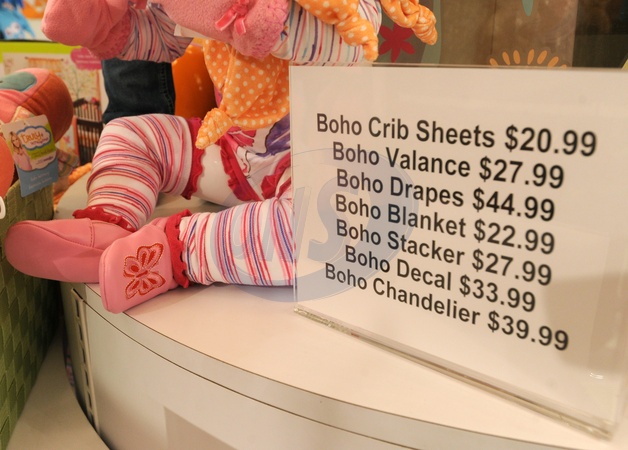 Boho Crib Sheets $20.99
Boho Valance $27.99
Boho Drapes $44.99
Boho Blanket $22.99
Boho Stacker $27.99
Boho Decal $33.99
Boho Chandelier $39.99